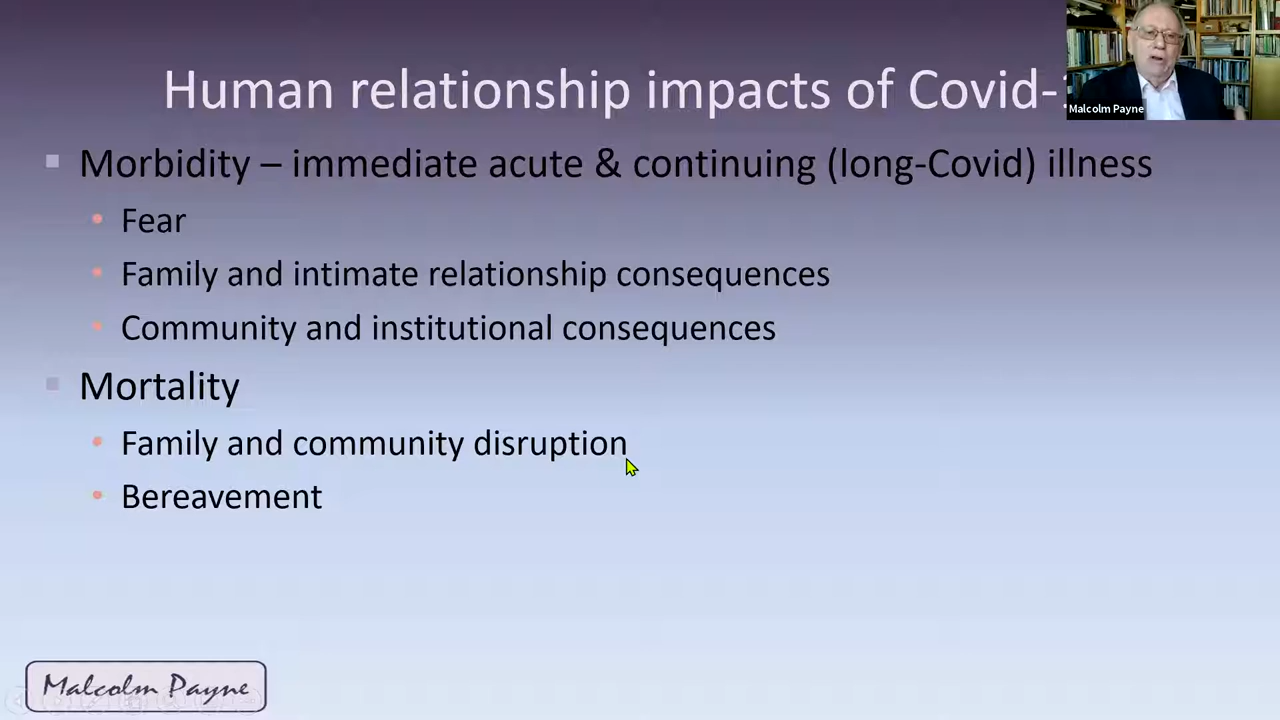 Human relationship impacts of Covid-
Malcolm Payne
Morbidity – immediate acute & continuing (long-Covid) illness
Fear
Family and intimate relationship consequences
Community and institutional consequences
Mortality
Family and community disruption
Bereavement
Malcolm Payne